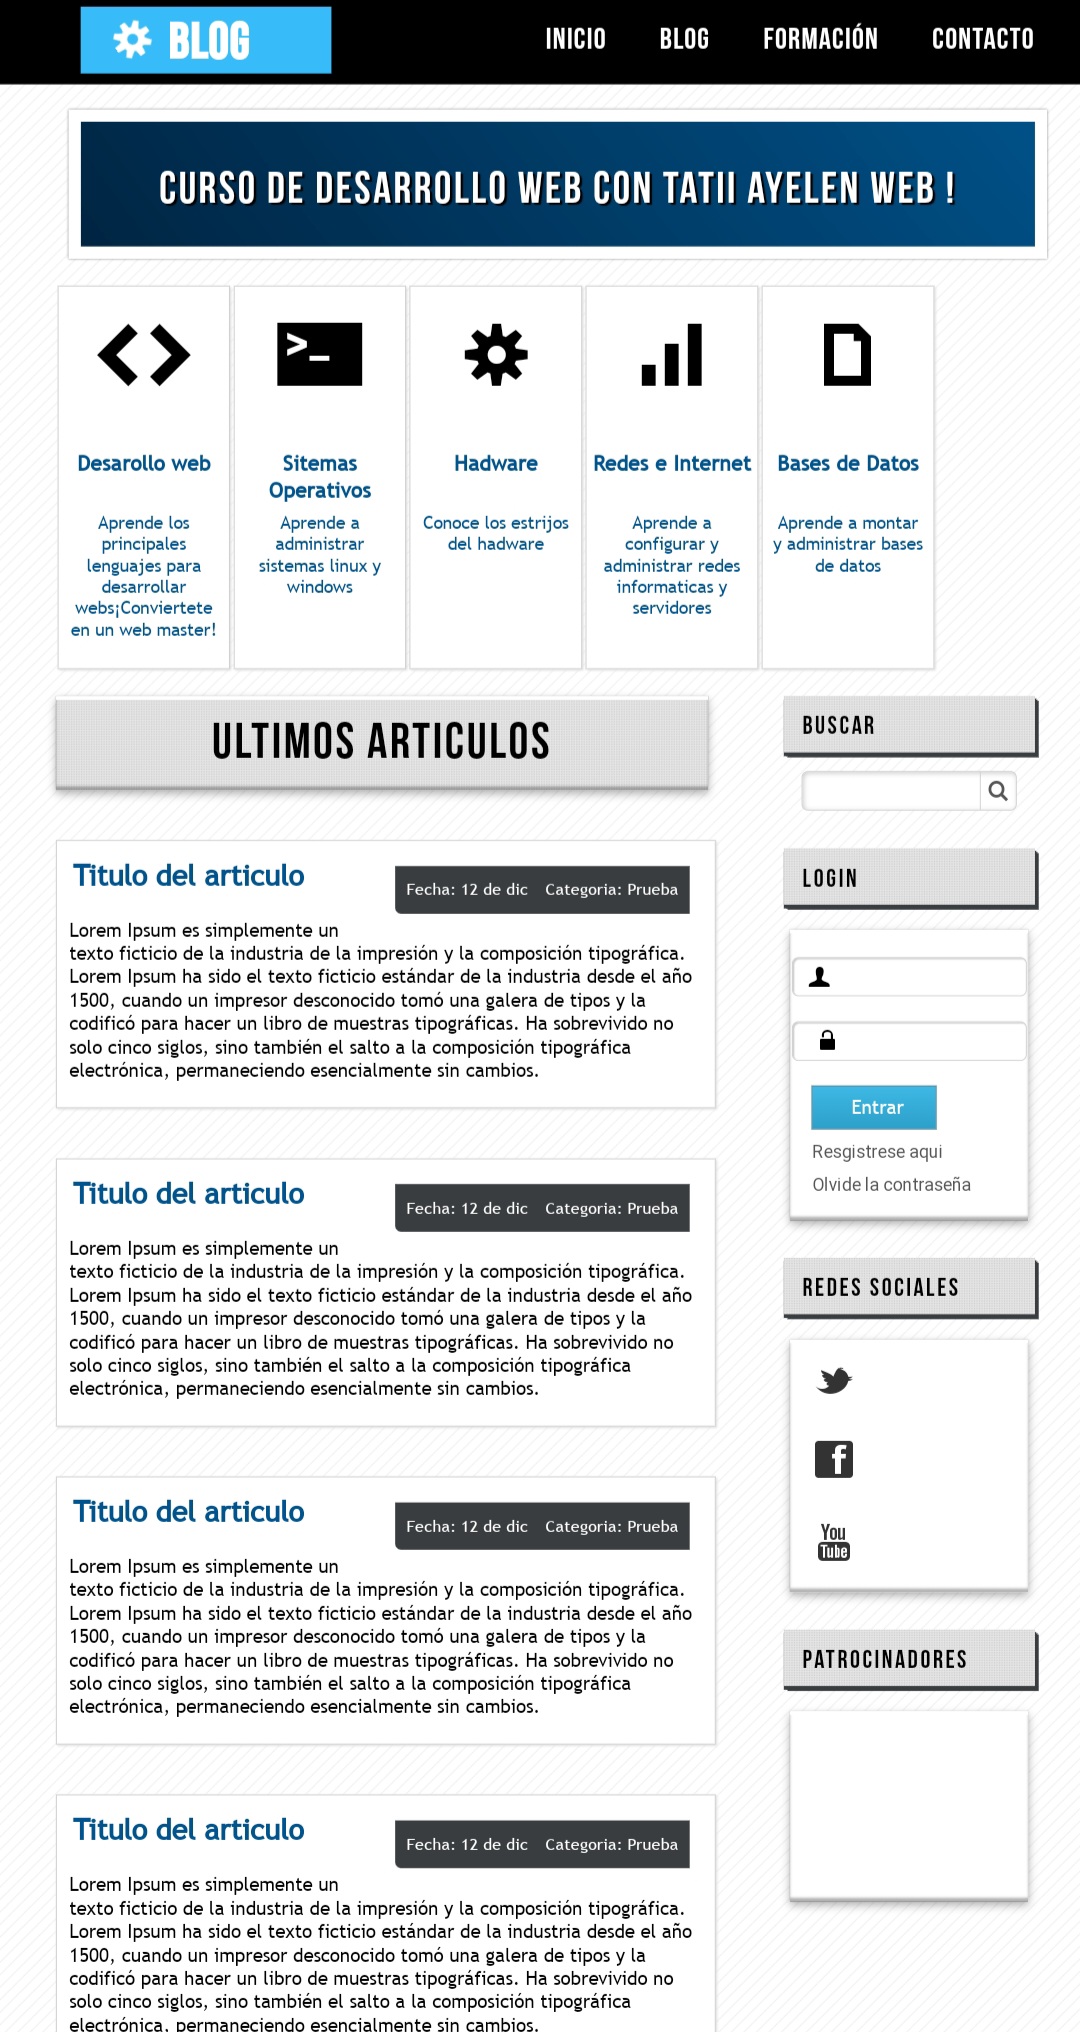 BLOG
INICIO BLOG FORMACIÓN CONTACTO
CURSO DE DESARROLLO WEB CON TATII AYELEN WEB !
>_
Desarollo web
Aprende los
principales
lenguajes para
desarrollar
webs¡Conviertete
en un web master!
Sitemas
Operativos
Aprende a
administrar
sistemas linux y
windows
Hadware
Conoce los estrijos
del hadware
Redes e Internet
Aprende a
configurar y
administrar redes
informaticas y
servidores
Bases de Datos
Aprende a montar
y administrar bases
de datos
ULTIMOS ARTICULOS
Titulo del articulo
Fecha: 12 de dic Categoria: Prueba
Lorem Ipsum es simplemente un
texto ficticio de la industria de la impresión y la composición tipográfica.
Lorem Ipsum ha sido el texto ficticio estándar de la industria desde el año
1500, cuando un impresor desconocido tomó una galera de tipos y la
codificó para hacer un libro de muestras tipográficas. Ha sobrevivido no
solo cinco siglos, sino también el salto a la composición tipográfica
electrónica, permaneciendo esencialmente sin cambios.
Titulo del articulo
Fecha: 12 de dic Categoria: Prueba
Lorem Ipsum es simplemente un
texto ficticio de la industria de la impresión y la composición tipográfica.
Lorem Ipsum ha sido el texto ficticio estándar de la industria desde el año
1500, cuando un impresor desconocido tomó una galera de tipos y la
codificó para hacer un libro de muestras tipográficas. Ha sobrevivido no
solo cinco siglos, sino también el salto a la composición tipográfica
electrónica, permaneciendo esencialmente sin cambios.
Titulo del articulo
Fecha: 12 de dic Categoria: Prueba
Lorem Ipsum es simplemente un
texto ficticio de la industria de la impresión y la composición tipográfica.
Lorem Ipsum ha sido el texto ficticio estándar de la industria desde el año
1500, cuando un impresor desconocido tomó una galera de tipos y la
codificó para hacer un libro de muestras tipográficas. Ha sobrevivido no
solo cinco siglos, sino también el salto a la composición tipográfica
electrónica, permaneciendo esencialmente sin cambios.
Titulo del articulo
Fecha: 12 de dic Categoria: Prueba
Lorem Ipsum es simplemente un
texto ficticio de la industria de la impresión y la composición tipográfica.
Lorem Ipsum ha sido el texto ficticio estándar de la industria desde el año
1500, cuando un impresor desconocido tomó una galera de tipos y la
codificó para hacer un libro de muestras tipográficas. Ha sobrevivido no
solo cinco siglos, sino también el salto a la composición tipográfica
electrónica, permaneciendo esencialmente sin cambios.
BUSCAR
LOGIN
Entrar
Resgistrese aqui
Olvide la contraseña
REDES SOCIALES
f
You
Tube
PATROCINADORES